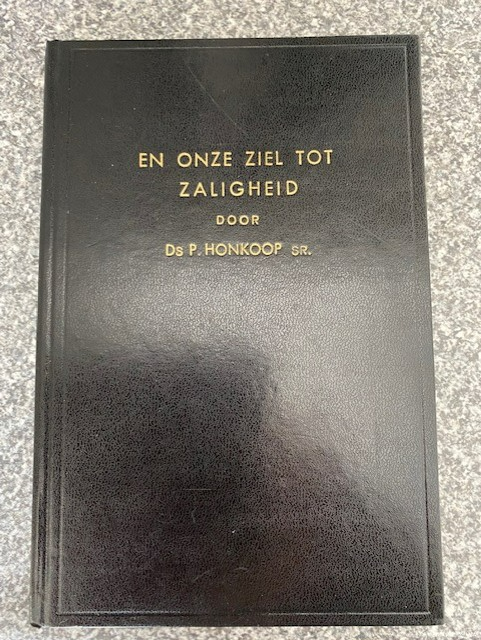 EN ONZE ZIEL TOT
ZALIGHEID
DOOR
Ds P. HONKOOP SR.